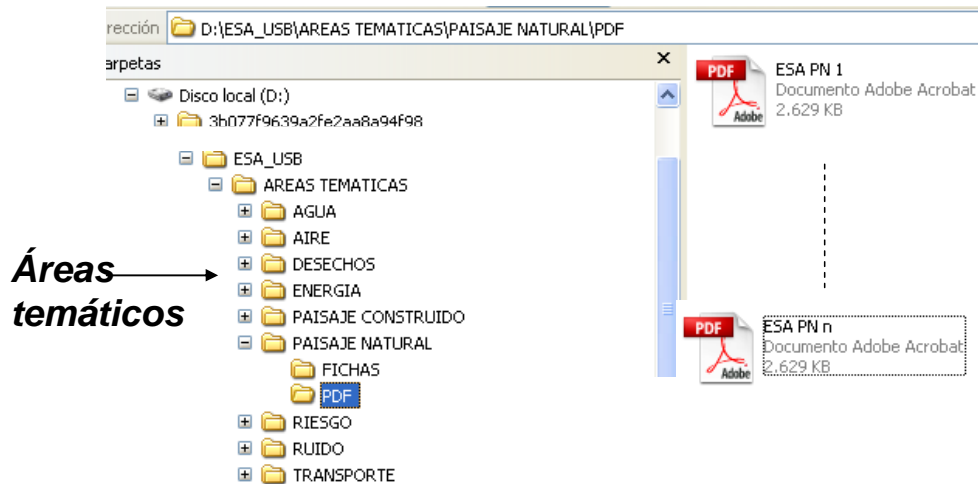 rección D:\ESA_USB\AREAS TEMATICAS\PAISAJE NATURAL\PDF
arpetas
Disco local (D:)
3b077f9639a2fe2aa8a94f98
ESA_USB
AREAS TEMATICAS
AGUA
AIRE
DESECHOS
ENERGIA
PAISAJE CONSTRUIDO
PAISAJE NATURAL
FICHAS
PDF
RIESGO
RUIDO
TRANSPORTE
Áreas
temáticos
PDF
Adobe
ESA PN 1
Documento Adobe Acrobat
2.629 KB
PDF
Adobe
ESA PN n
Documento Adobe Acrobat
2.629 KB